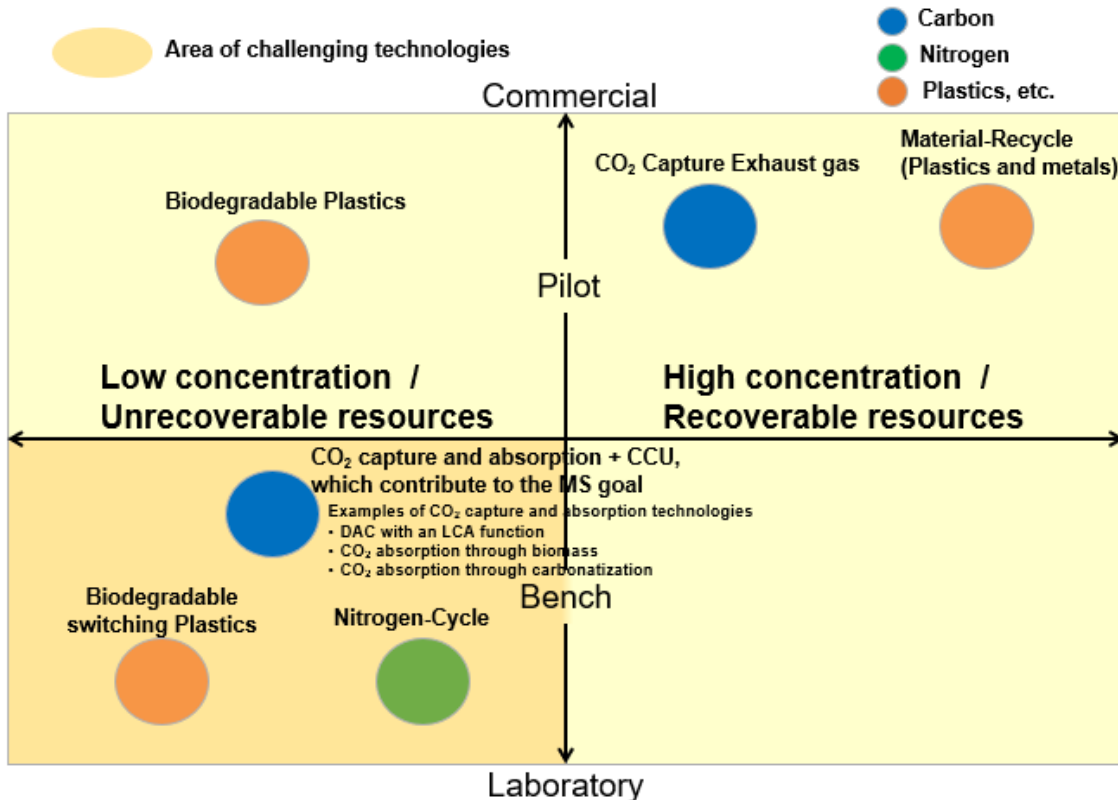 Area of challenging technologies
Carbon
Nitrogen
Plastics, etc.
Commercial
CO₂ Capture Exhaust gas
Material-Recycle
(Plastics and metals)
Biodegradable Plastics
Pilot
Low concentration /
Unrecoverable resources
High concentration /
Recoverable resources
CO₂ capture and absorption + CCU,
which contribute to the MS goal
Examples of CO₂ capture and absorption technologies
・DAC with an LCA function
・CO₂ absorption through biomass
・CO₂ absorption through carbonatization
Bench
Biodegradable
switching Plastics
Nitrogen-Cycle
Laboratory